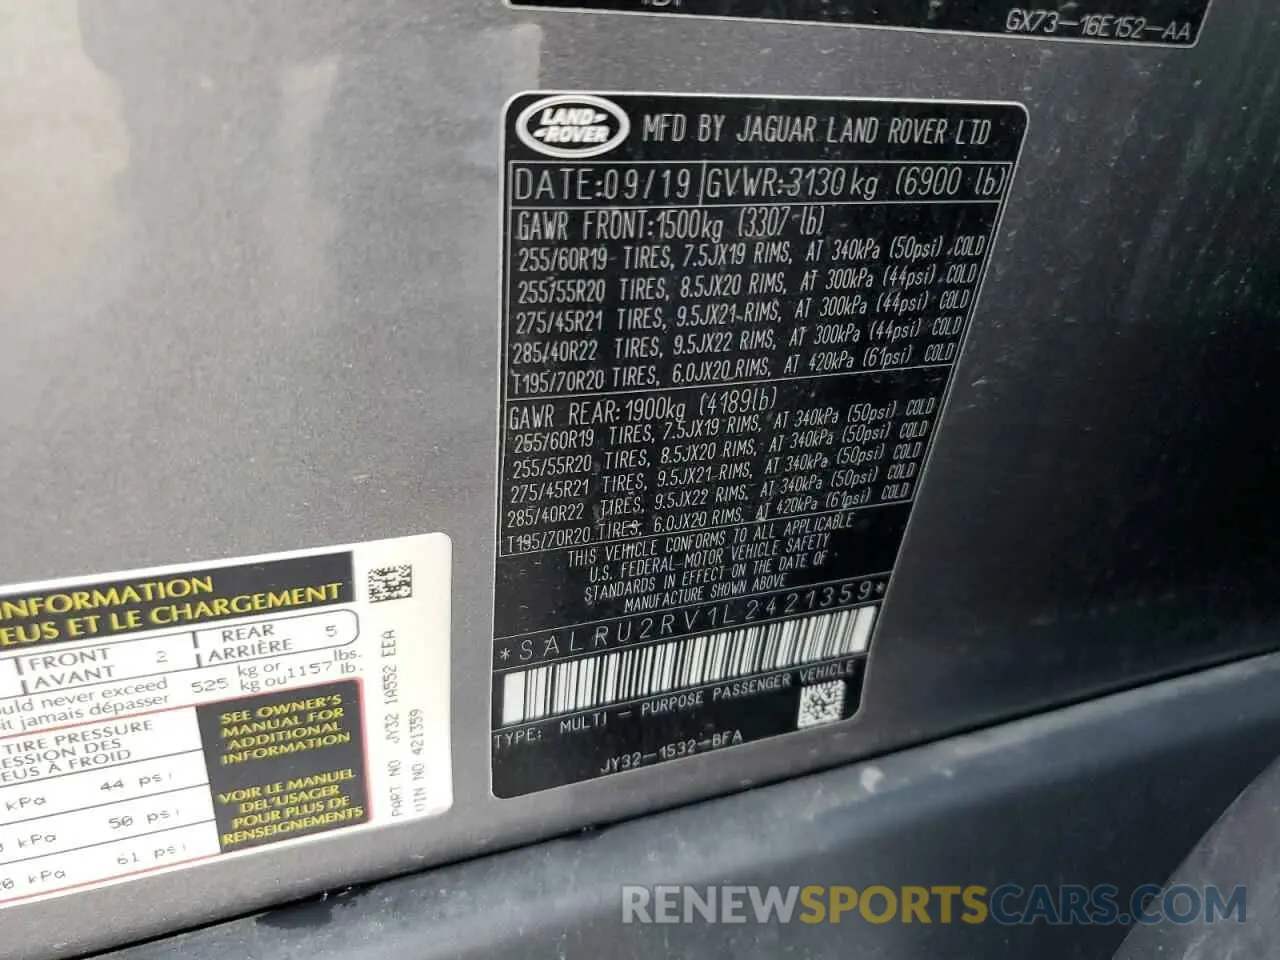 GX73-16E152-AA
LAND ROVER
MFD BY JAGUAR LAND ROVER LTD
DATE:09/19 GVWR:3130kg (6900 lb)
GAWR FRONT:1500kg (3307 lb)
255/60R19 TIRES, 7.5JX19 RIMS, AT 340kPa (50psi) COLD
255/55R20 TIRES, 8.5JX20 RIMS, AT 300kPa (44psi) COLD
275/45R21 TIRES, 9.5JX21 RIMS, AT 300kPa (44psi) COLD
285/40R22 TIRES, 9.5JX22 RIMS, AT 300kPa (44psi) COLD
T195/70R20 TIRES, 6.0JX20 RIMS, AT 420kPa (61psi) COLD
GAWR REAR:1900kg (4189lb)
255/60R19 TIRES, 7.5JX19 RIMS, AT 340kPa (50psi) COLD
255/55R20 TIRES, 8.5JX20 RIMS, AT 340kPa (50psi) COLD
275/45R21 TIRES, 9.5JX21 RIMS, AT 340kPa (50psi) COLD
285/40R22 TIRES, 9.5JX22 RIMS, AT 340kPa (50psi) COLD
T195/70R20 TIRES, 6.0JX20 RIMS, AT 420kPa (61psi) COLD
THIS VEHICLE CONFORMS TO ALL APPLICABLE
U.S. FEDERAL MOTOR VEHICLE SAFETY
STANDARDS IN EFFECT ON THE DATE OF
MANUFACTURE SHOWN ABOVE
*SALRU2RV1L2421359*
TYPE: MULTI-PURPOSE PASSENGER VEHICLE
JY32-1532-BFA
INFORMATION
EUS ET LE CHARGEMENT
FRONT 2 REAR 5
AVANT ARRIÈRE
ould never exceed 525 kg or 1157 lbs.
it jamais dépasser kg ou lb.
TIRE PRESSURE
ESSION DES
EUS À FROID
kPa 44 psi
kPa 50 psi
kPa 61 psi
SEE OWNER'S
MANUAL FOR
ADDITIONAL
INFORMATION
VOIR LE MANUEL
DEL'USAGER
POUR PLUS DE
RENSEIGNEMENTS
PART NO JY32 1A552 EEA
VIN NO 421359
RENEWSPORTSCARS.COM